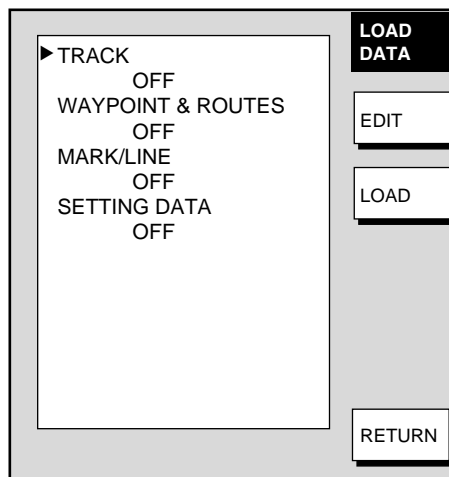 TRACK
OFF
WAYPOINT & ROUTES
OFF
MARK/LINE
OFF
SETTING DATA
OFF
LOAD
DATA
EDIT
LOAD
RETURN